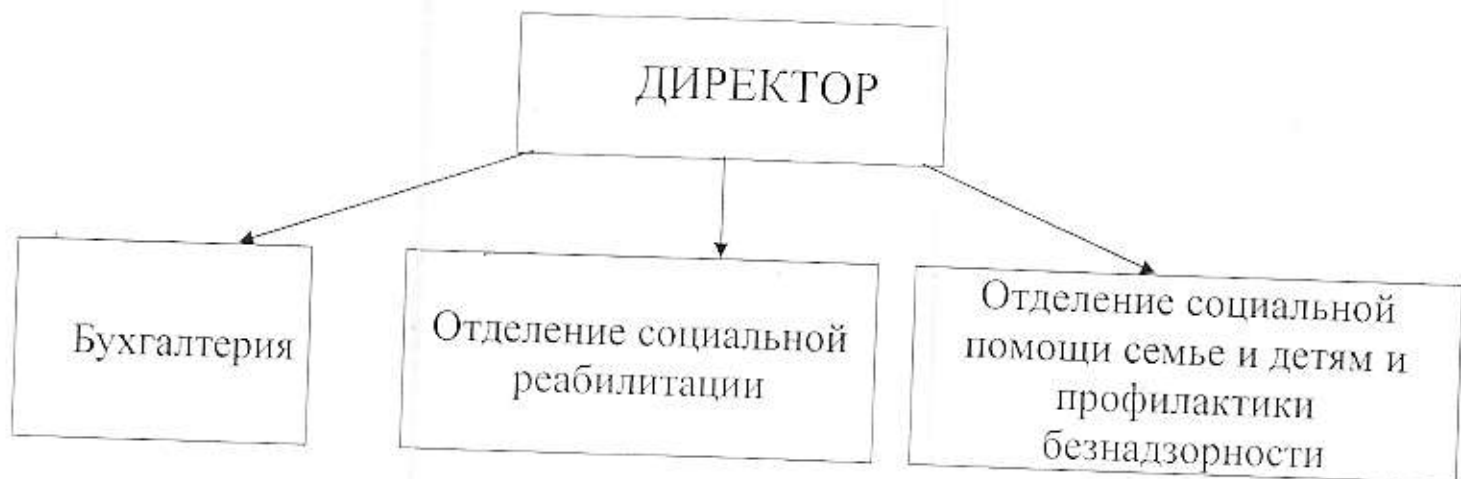 ДИРЕКТОР
Бухгалтерия
Отделение социальной
реабилитации
Отделение социальной
помощи семье и детям и
профилактики
безнадзорности